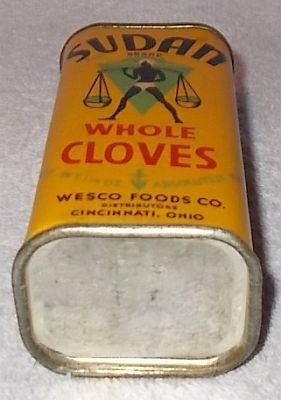 SUDAN
BRAND
WHOLE
CLOVES
WESCO FOODS CO.
DISTRIBUTORS
CINCINNATI, OHIO